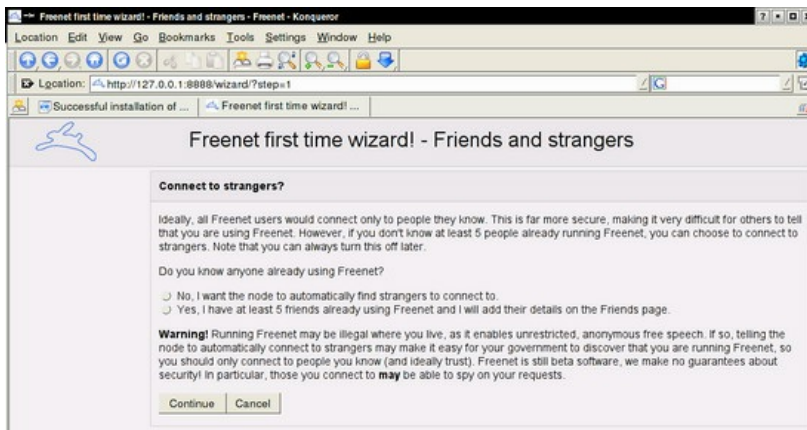 Freenet first time wizard! - Friends and strangers - Freenet - Konqueror
Location Edit View Go Bookmarks Tools Settings Window Help
Location: http://127.0.0.1:8888/wizard/?step=1
Successful installation of ... Freenet first time wizard! ...
Freenet first time wizard! - Friends and strangers
Connect to strangers?
Ideally, all Freenet users would connect only to people they know. This is far more secure, making it very difficult for others to tell
that you are using Freenet. However, if you don't know at least 5 people already running Freenet, you can choose to connect to
strangers. Note that you can always turn this off later.
Do you know anyone already using Freenet?
No, I want the node to automatically find strangers to connect to.
Yes, I have at least 5 friends already using Freenet and I will add their details on the Friends page.
Warning! Running Freenet may be illegal where you live, as it enables unrestricted, anonymous free speech. If so, telling the
node to automatically connect to strangers may make it easy for your government to discover that you are running Freenet, so
you should only connect to people you know (and ideally trust). Freenet is still beta software, we make no guarantees about
security! In particular, those you connect to may be able to spy on your requests.
Continue Cancel